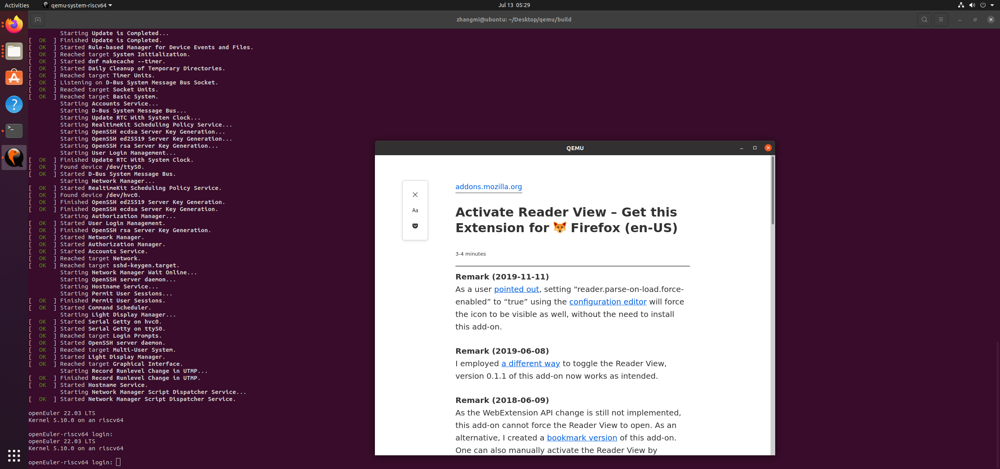 Activities
qemu-system-riscv64
Jul 13 05:29
zhangmi@ubuntu: ~/Desktop/qemu/build
Starting Update is Completed...
[ OK ] Finished Update is Completed.
[ OK ] Started Rule-based Manager for Device Events and Files.
[ OK ] Reached target System Initialization.
[ OK ] Started dnf makecache --timer.
[ OK ] Started Daily Cleanup of Temporary Directories.
[ OK ] Reached target Timer Units.
[ OK ] Listening on D-Bus System Message Bus Socket.
[ OK ] Reached target Socket Units.
[ OK ] Reached target Basic System.
Starting Accounts Service...
Starting D-Bus System Message Bus...
Starting Update RTC With System Clock...
Starting RealtimeKit Scheduling Policy Service...
Starting OpenSSH ecdsa Server Key Generation...
Starting OpenSSH ed25519 Server Key Generation...
Starting OpenSSH rsa Server Key Generation...
Starting User Login Management...
[ OK ] Finished Update RTC With System Clock.
[ OK ] Found device /dev/ttyS0.
[ OK ] Started D-Bus System Message Bus.
Starting Network Manager...
[ OK ] Started RealtimeKit Scheduling Policy Service.
[ OK ] Found device /dev/hvc0.
[ OK ] Finished OpenSSH ed25519 Server Key Generation.
[ OK ] Finished OpenSSH ecdsa Server Key Generation.
Starting Authorization Manager...
[ OK ] Started User Login Management.
[ OK ] Finished OpenSSH rsa Server Key Generation.
[ OK ] Started Network Manager.
[ OK ] Started Authorization Manager.
[ OK ] Started Accounts Service.
[ OK ] Reached target Network.
[ OK ] Reached target sshd-keygen.target.
Starting Network Manager Wait Online...
Starting OpenSSH server daemon...
Starting Hostname Service...
Starting Permit User Sessions...
[ OK ] Finished Permit User Sessions.
[ OK ] Started Command Scheduler.
Starting Light Display Manager...
[ OK ] Started Serial Getty on hvc0.
[ OK ] Started Serial Getty on ttyS0.
[ OK ] Reached target Login Prompts.
[ OK ] Started OpenSSH server daemon.
[ OK ] Reached target Multi-User System.
[ OK ] Started Light Display Manager.
[ OK ] Reached target Graphical Interface.
Starting Record Runlevel Change in UTMP...
[ OK ] Finished Record Runlevel Change in UTMP.
[ OK ] Started Hostname Service.
Starting Network Manager Script Dispatcher Service...
[ OK ] Started Network Manager Script Dispatcher Service.
openEuler 22.03 LTS
Kernel 5.10.0 on an riscv64
openEuler-riscv64 login:
openEuler 22.03 LTS
Kernel 5.10.0 on an riscv64
openEuler-riscv64 login:
QEMU
Aa
addons.mozilla.org
Activate Reader View – Get this
Extension for 🦊 Firefox (en-US)
3-4 minutes
Remark (2019-11-11)
As a user pointed out, setting “reader.parse-on-load.force-
enabled” to “true” using the configuration editor will force
the icon to be visible as well, without the need to install
this add-on.
Remark (2019-06-08)
I employed a different way to toggle the Reader View,
version 0.1.1 of this add-on now works as intended.
Remark (2018-06-09)
As the WebExtension API change is still not implemented,
this add-on cannot force the Reader View to open. As an
alternative, I created a bookmark version of this add-on.
One can also manually activate the Reader View by